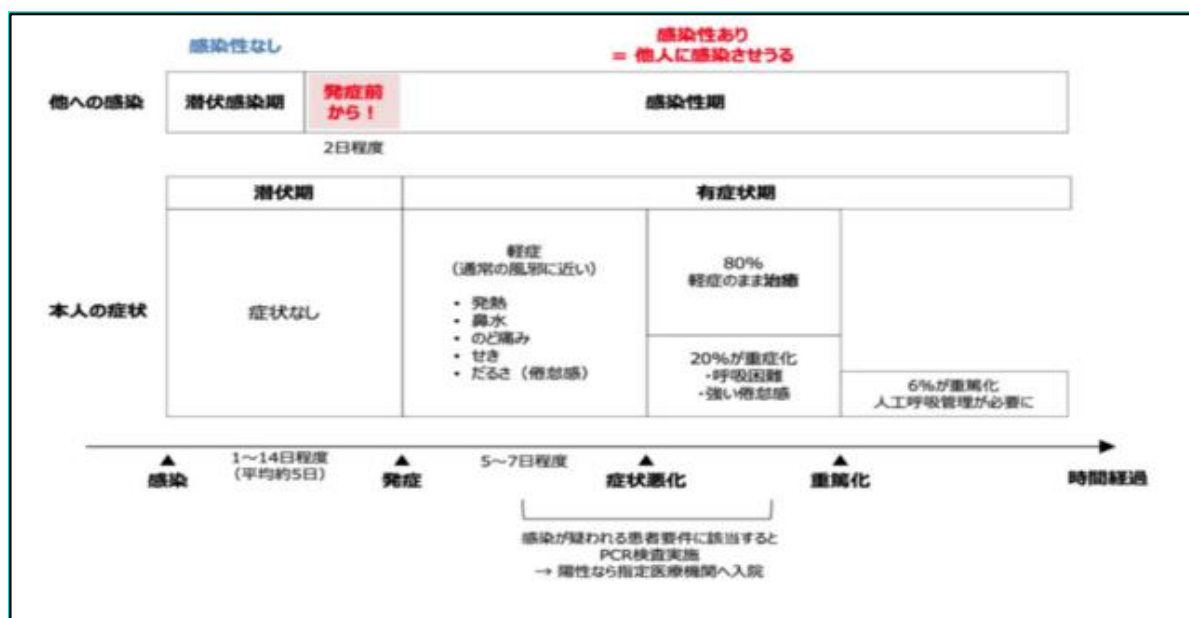 感染性なし
感染性あり
= 他人に感染させうる
他への感染
潜伏感染期
発症前
から！
感染性期
2日程度
潜伏期
有症状期
本人の症状
症状なし
軽症
（通常の風邪に近い）
・ 発熱
・ 鼻水
・ のど痛み
・ せき
・ だるさ（倦怠感）
80%
軽症のまま治癒
20%が重症化
・呼吸困難
・強い倦怠感
6%が重篤化
人工呼吸管理が必要に
1～14日程度
（平均約5日）
5～7日程度
感染
発症
症状悪化
重篤化
時間経過
感染が疑われる患者要件に該当すると
PCR検査実施
→ 陽性なら指定医療機関へ入院